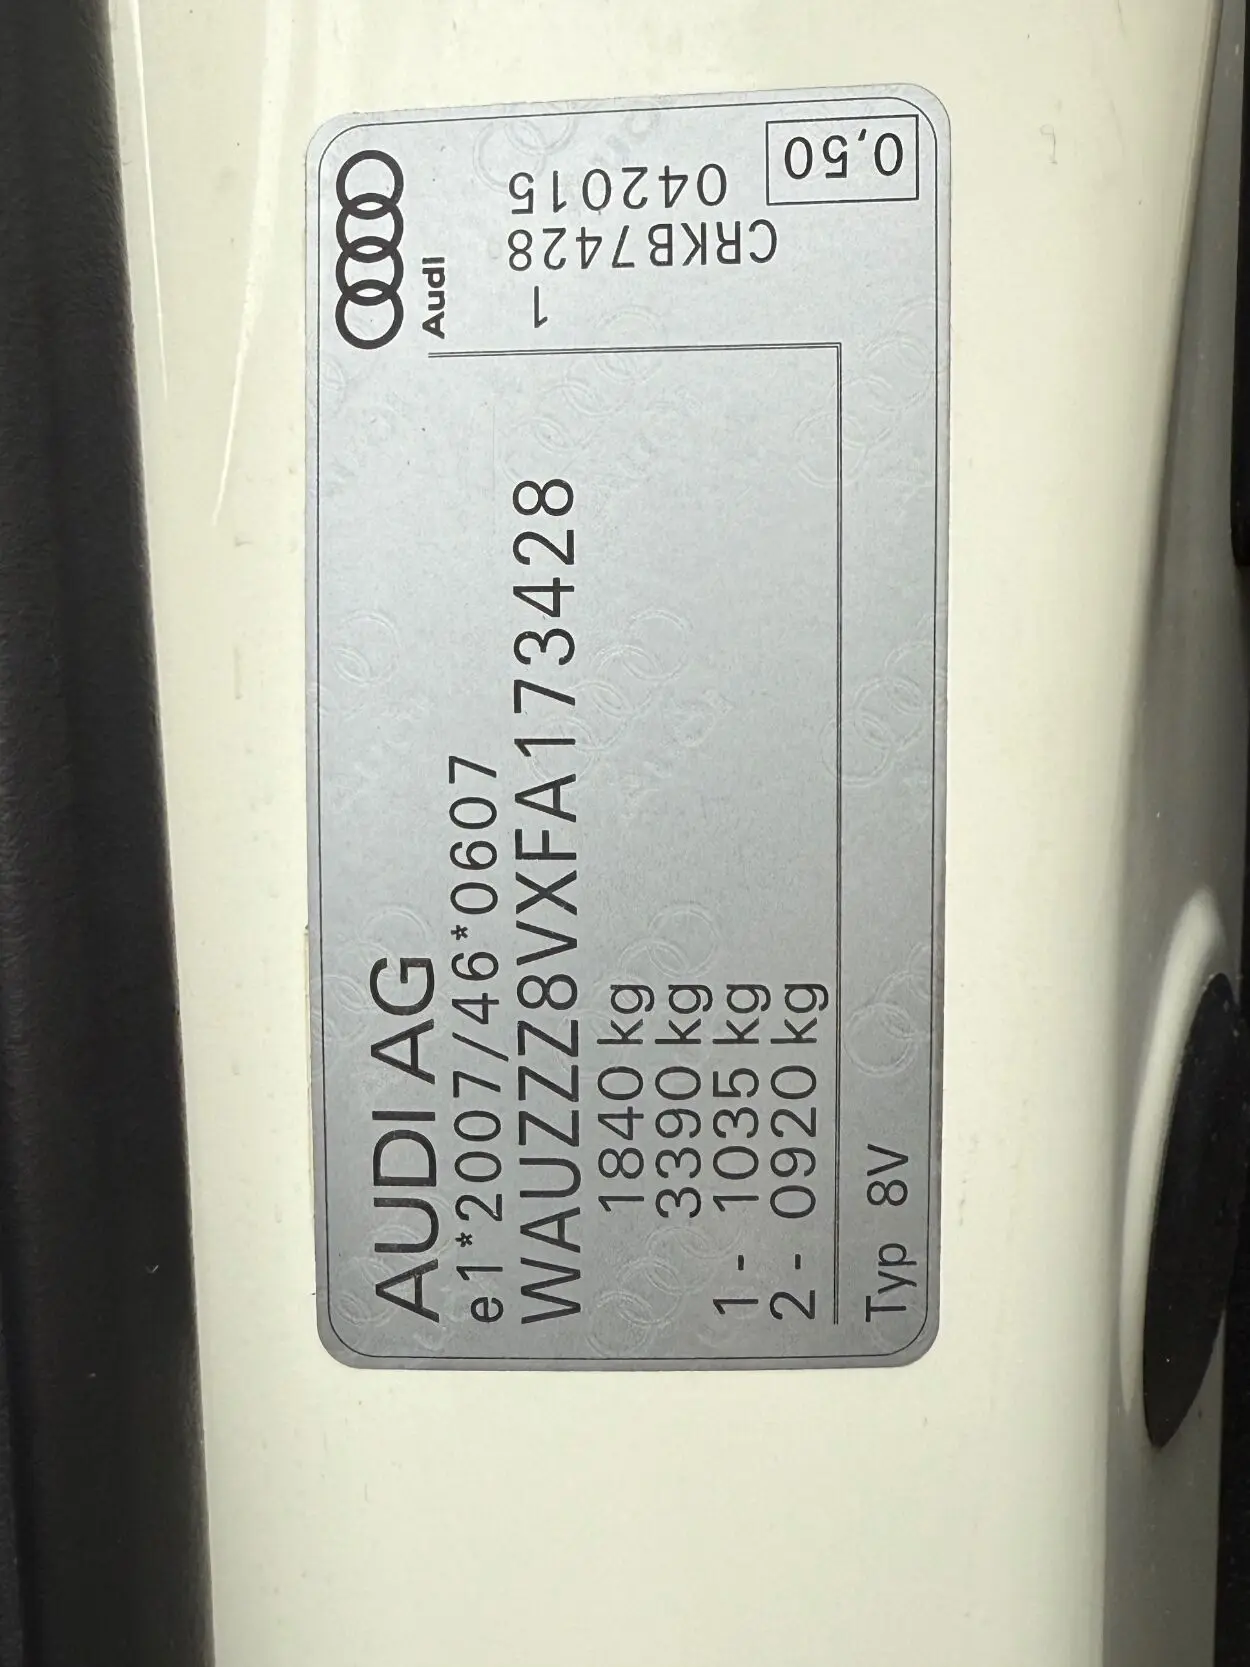 AUDI AG
e1*2007/46*0607
WAUZZZ8VXFA173428
1840 kg
3390 kg
1 - 1035 kg
2 - 0920 kg
Typ 8V
Audi
0,50
042015
CRKB7428
1